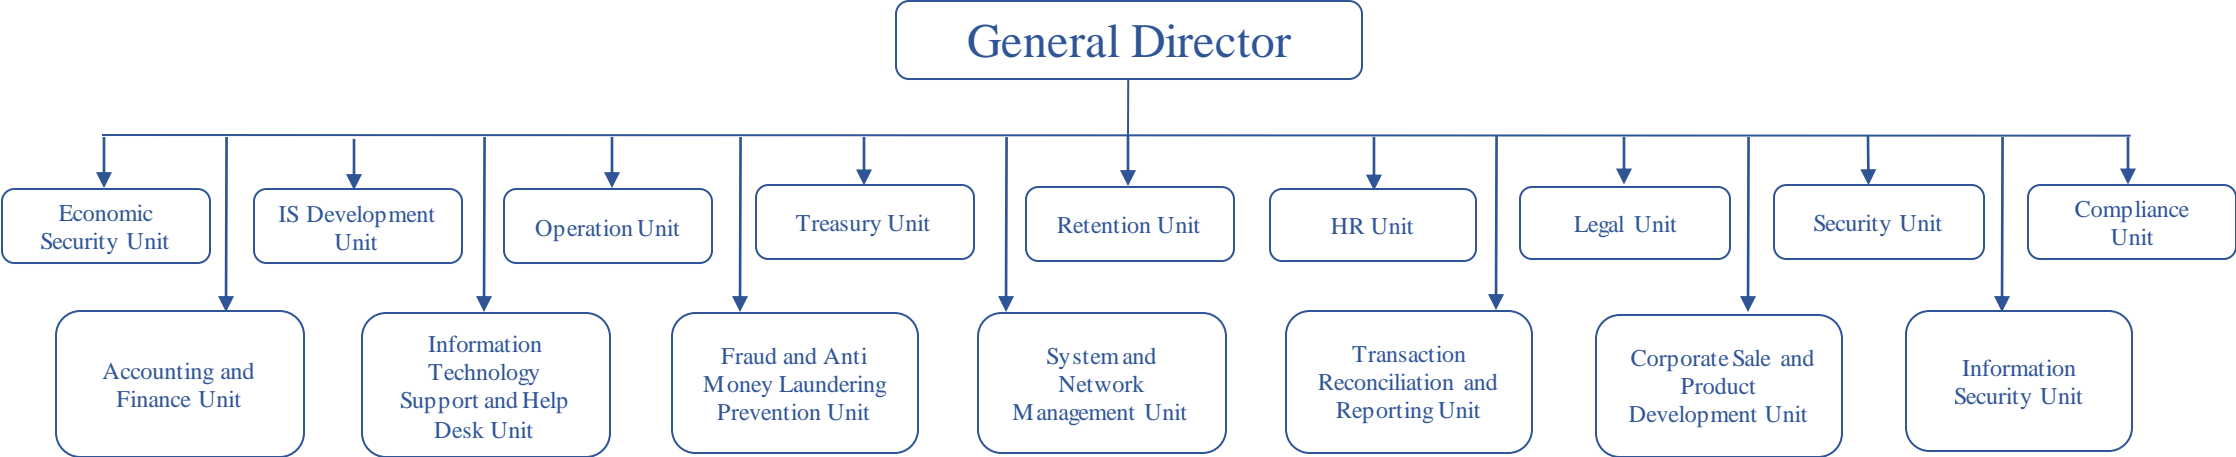 General Director
Economic
Security Unit
IS Development
Unit
Operation Unit
Treasury Unit
Retention Unit
HR Unit
Legal Unit
Security Unit
Compliance
Unit
Accounting and
Finance Unit
Information
Technology
Support and Help
Desk Unit
Fraud and Anti
Money Laundering
Prevention Unit
System and
Network
Management Unit
Transaction
Reconciliation and
Reporting Unit
Corporate Sale and
Product
Development Unit
Information
Security Unit